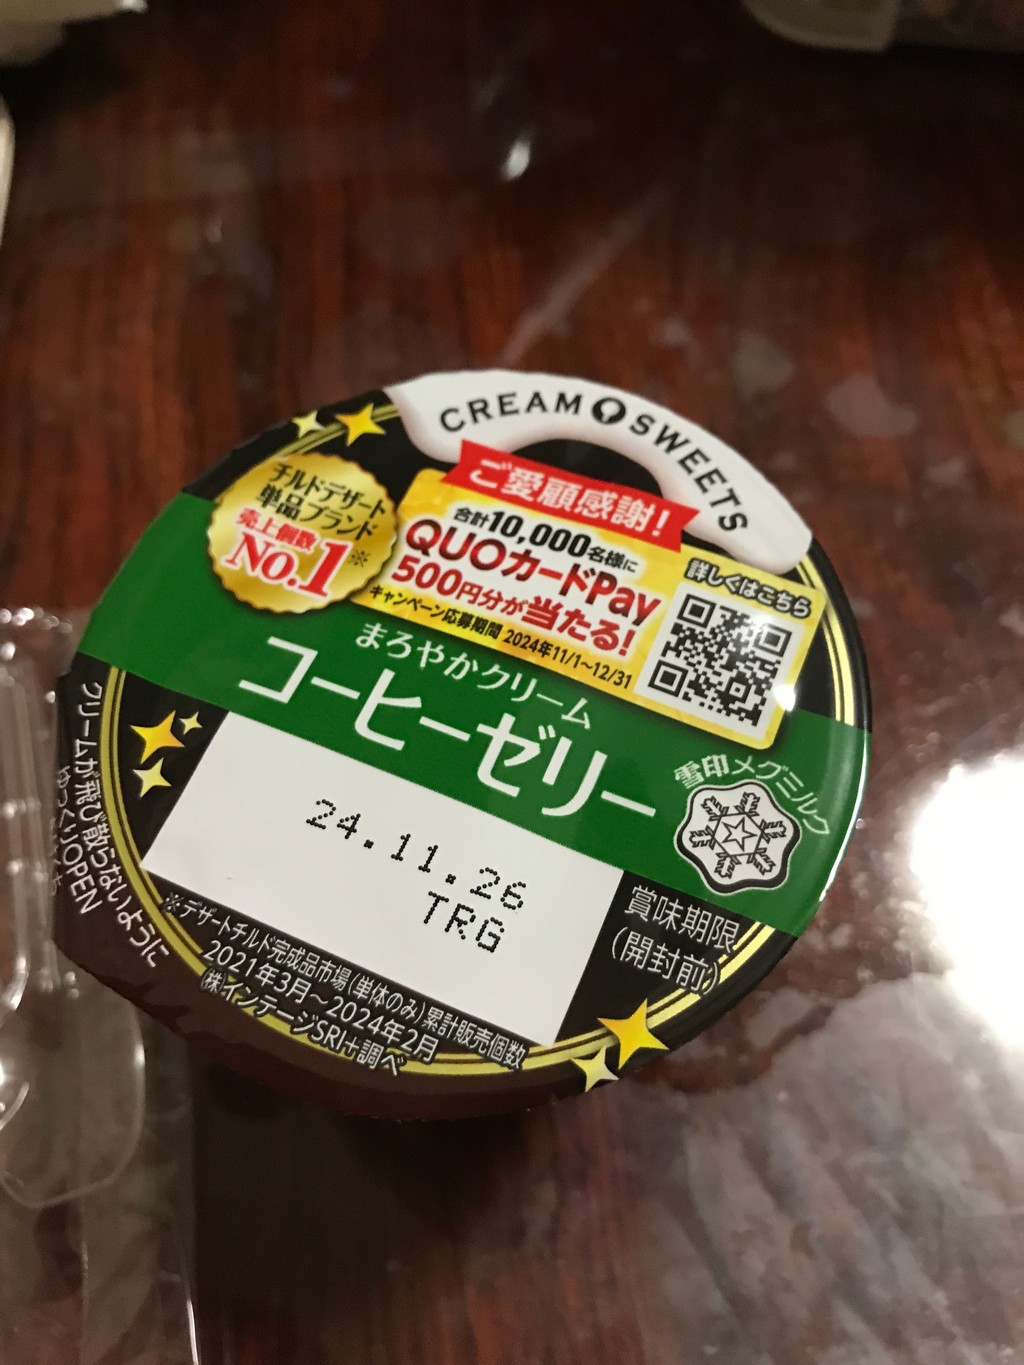 CREAM SWEETS
チルドデザート
単品ブランド
売上個数
No.1※
ご愛顧感謝!
合計10,000名様に
QUOカードPay
500円分が当たる!
キャンペーン応募期間 2024年11/1~12/31
詳しくはこちら
まろやかクリーム
コーヒーゼリー
雪印メグミルク
24.11.26
TRG
賞味期限
(開封前)
クリームが飛び散らないように
ゆっくりOPEN
※デザートチルド完成品市場(単体のみ)累計販売個数
2021年3月~2024年2月
(株)インテージSRI+調べ